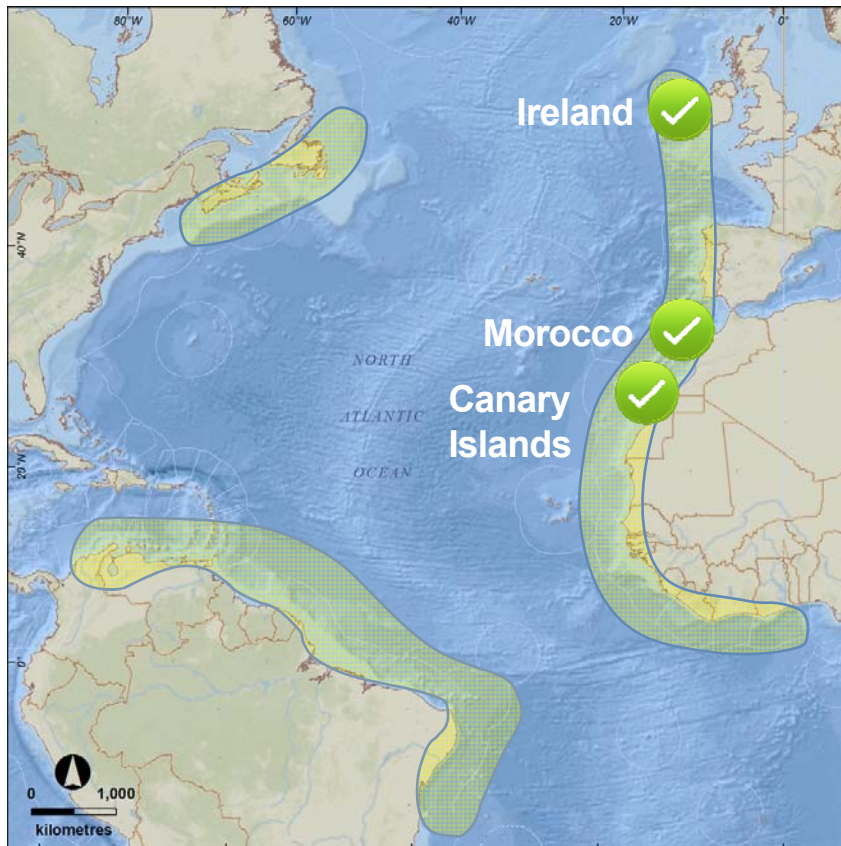 80°W 60°W 40°W 20°W 0°
Ireland
40°N
Morocco
NORTH
Canary
ATLANTIC
Islands
20°N
OCEAN
0°
0 1,000
kilometres